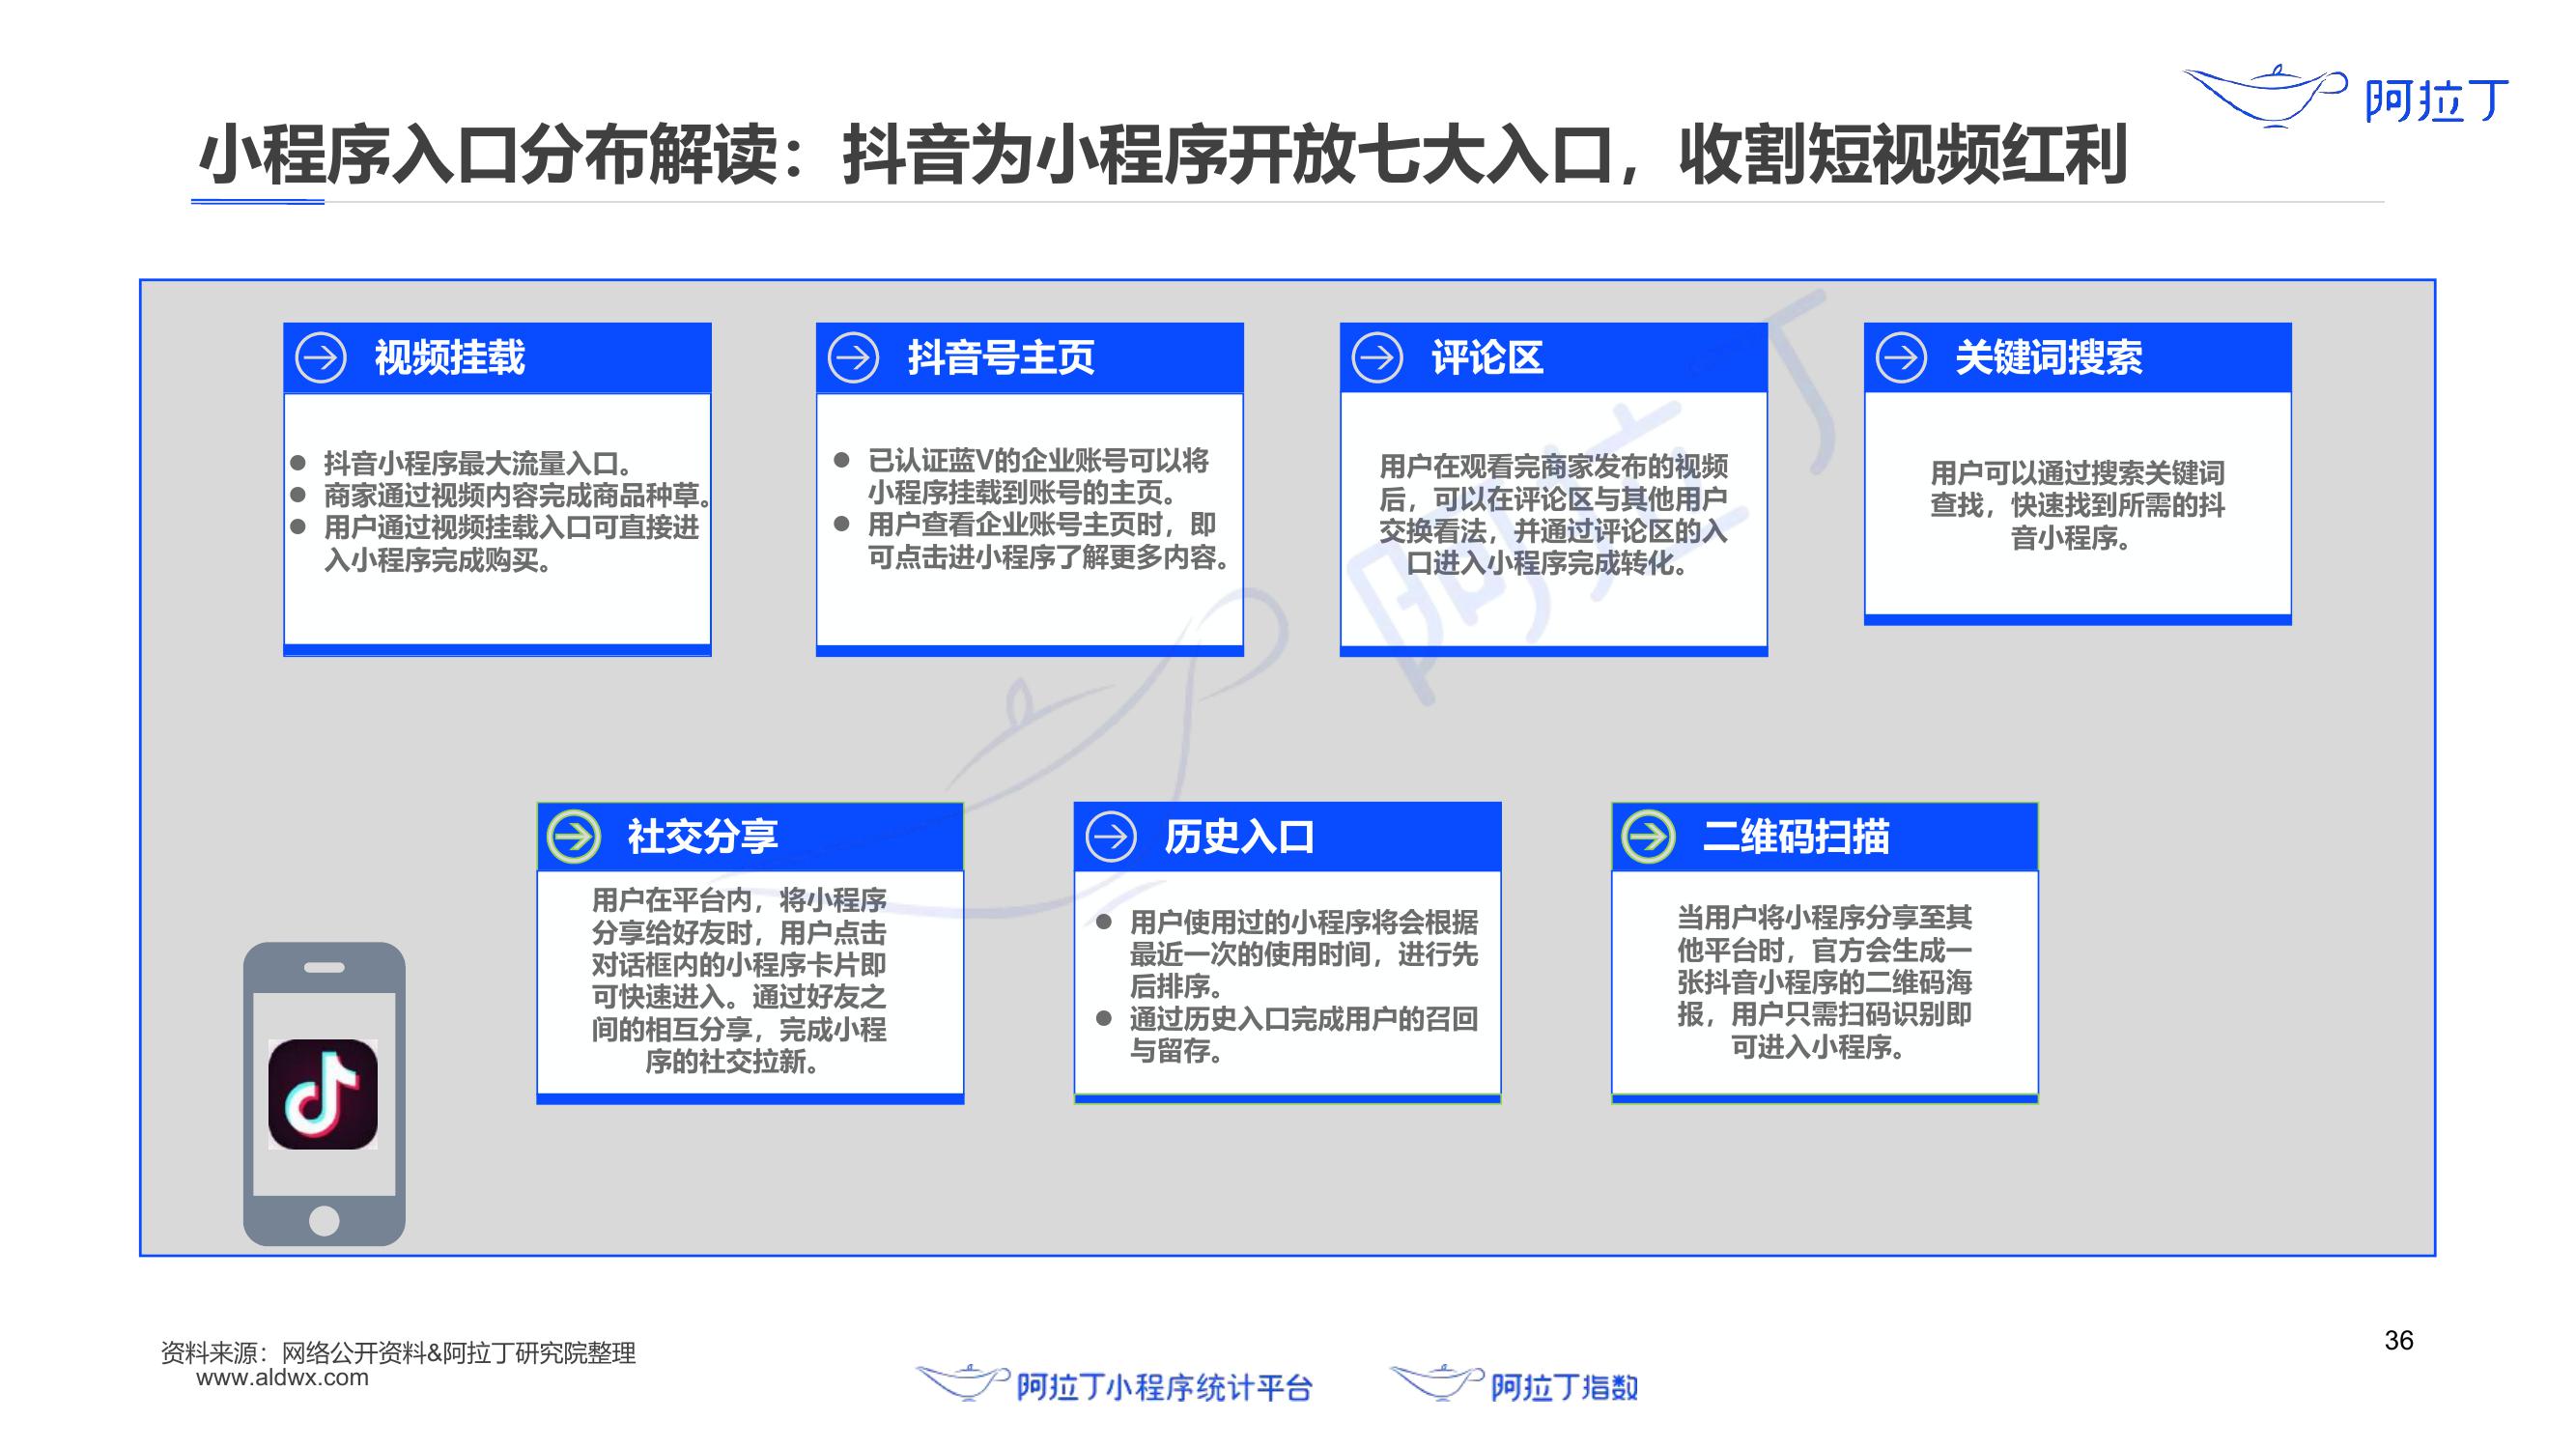 阿拉丁
小程序入口分布解读：抖音为小程序开放七大入口，收割短视频红利
视频挂载
● 抖音小程序最大流量入口。
● 商家通过视频内容完成商品种草。
● 用户通过视频挂载入口可直接进
入小程序完成购买。
抖音号主页
● 已认证蓝V的企业账号可以将
小程序挂载到账号的主页。
● 用户查看企业账号主页时，即
可点击进小程序了解更多内容。
评论区
用户在观看完商家发布的视频
后，可以在评论区与其他用户
交换看法，并通过评论区的入
口进入小程序完成转化。
关键词搜索
用户可以通过搜索关键词
查找，快速找到所需的抖
音小程序。
阿拉丁
社交分享
用户在平台内，将小程序
分享给好友时，用户点击
对话框内的小程序卡片即
可快速进入。通过好友之
间的相互分享，完成小程
序的社交拉新。
历史入口
● 用户使用过的小程序将会根据
最近一次的使用时间，进行先
后排序。
● 通过历史入口完成用户的召回
与留存。
二维码扫描
当用户将小程序分享至其
他平台时，官方会生成一
张抖音小程序的二维码海
报，用户只需扫码识别即
可进入小程序。
资料来源：网络公开资料&阿拉丁研究院整理
www.aldwx.com
阿拉丁小程序统计平台
阿拉丁指数
36